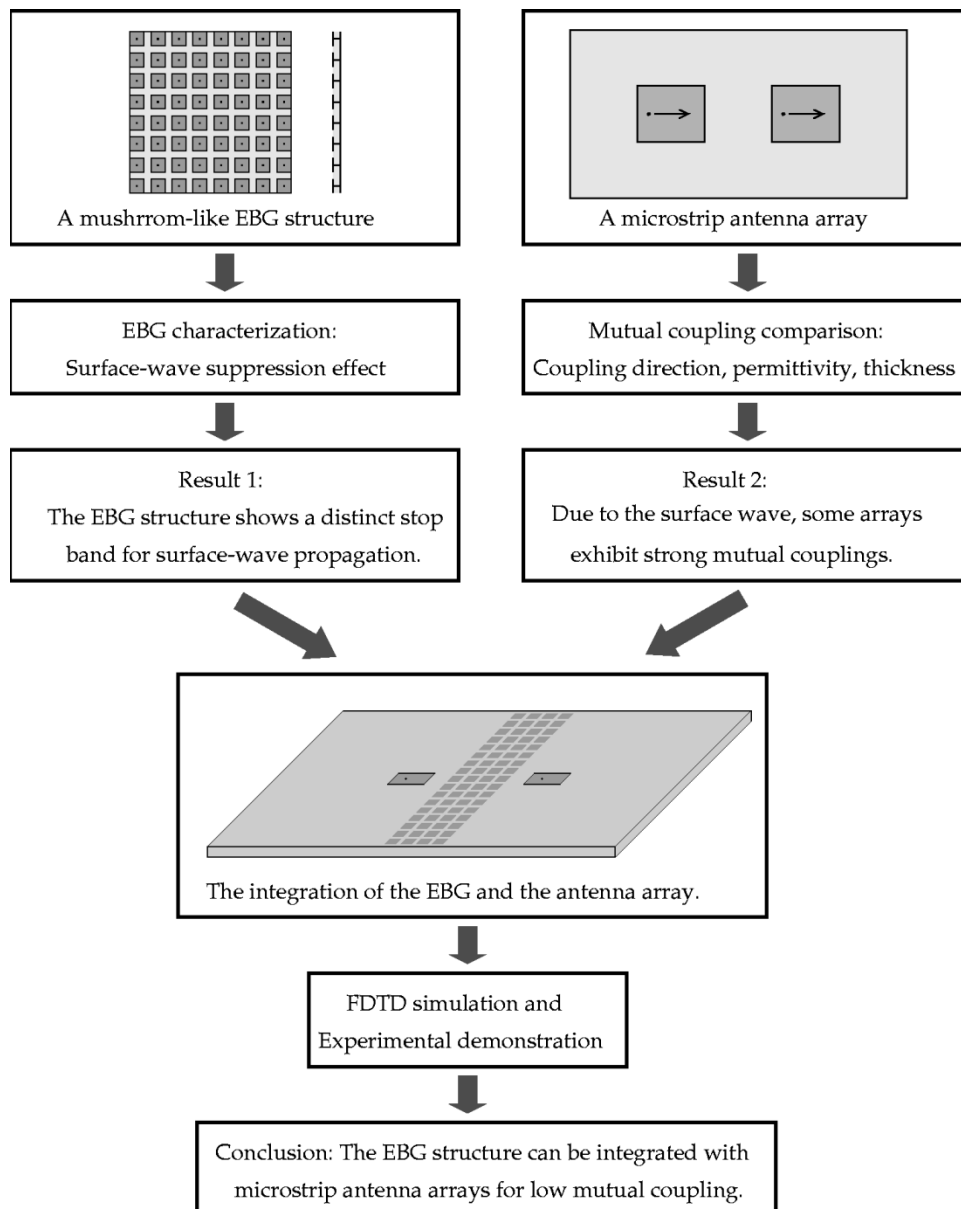 A mushrrom-like EBG structure
A microstrip antenna array
EBG characterization:
Surface-wave suppression effect
Mutual coupling comparison:
Coupling direction, permittivity, thickness
Result 1:
The EBG structure shows a distinct stop
band for surface-wave propagation.
Result 2:
Due to the surface wave, some arrays
exhibit strong mutual couplings.
The integration of the EBG and the antenna array.
FDTD simulation and
Experimental demonstration
Conclusion: The EBG structure can be integrated with
microstrip antenna arrays for low mutual coupling.